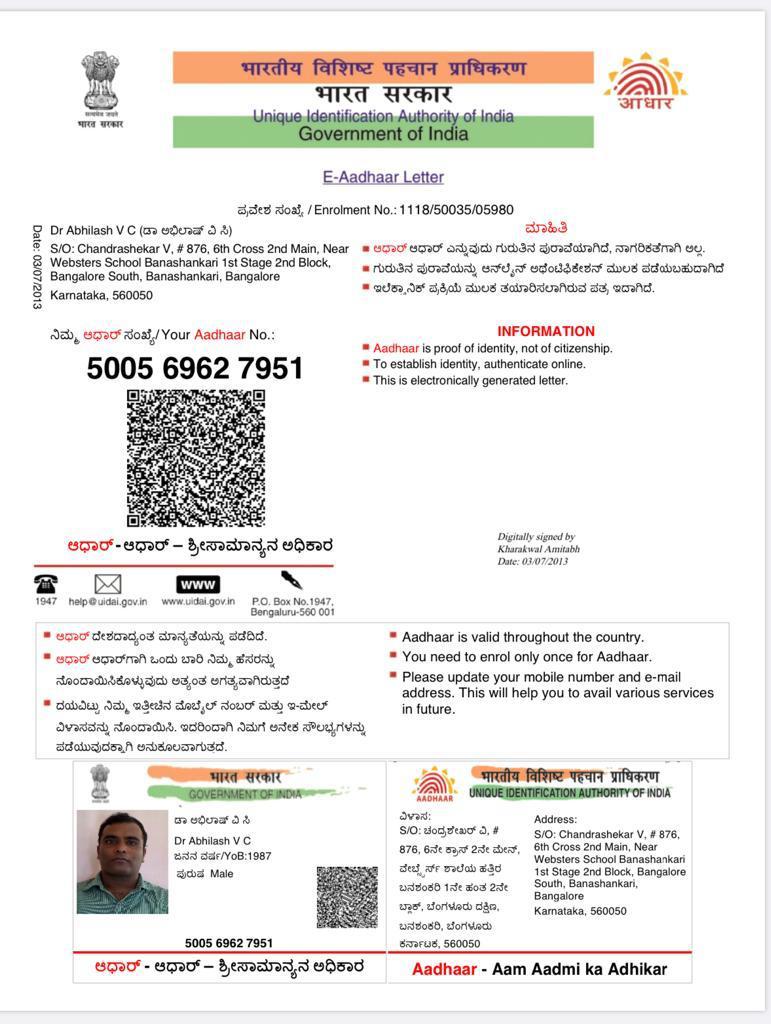 भारतीय विशिष्ट पहचान प्राधिकरण
भारत सरकार
Unique Identification Authority of India
Government of India
सत्यमेव जयते
भारत सरकार
आधार
E-Aadhaar Letter
ಪ್ರವೇಶ ಸಂಖ್ಯೆ / Enrolment No.: 1118/50035/05980
Date: 03/07/2013
Dr Abhilash V C (ಡಾ ಅಭಿಲಾಷ್ ವಿ ಸಿ)
S/O: Chandrashekar V, # 876, 6th Cross 2nd Main, Near
Websters School Banashankari 1st Stage 2nd Block,
Bangalore South, Banashankari, Bangalore
Karnataka, 560050
ಮಾಹಿತಿ
ಆಧಾರ್ ಆಧಾರ್ ಎನ್ನುವುದು ಗುರುತಿನ ಪುರಾವೆಯಾಗಿದೆ, ನಾಗರಿಕತೆಗಾಗಿ ಅಲ್ಲ.
ಗುರುತಿನ ಪುರಾವೆಯನ್ನು ಆನ್‌ಲೈನ್ ಅಥೆಂಟಿಫಿಕೇಶನ್ ಮುಲಕ ಪಡೆಯಬಹುದಾಗಿದೆ
ಇಲೆಕ್ಟ್ರಾನಿಕ್ ಪ್ರಕ್ರಿಯೆ ಮುಲಕ ತಯಾರಿಸಲಾಗಿರುವ ಪತ್ರ ಇದಾಗಿದೆ.
ನಿಮ್ಮ ಆಧಾರ್ ಸಂಖ್ಯೆ/ Your Aadhaar No.:
5005 6962 7951
INFORMATION
Aadhaar is proof of identity, not of citizenship.
To establish identity, authenticate online.
This is electronically generated letter.
ಆಧಾರ್ - ಆಧಾರ್ – ಶ್ರೀಸಾಮಾನ್ಯನ ಅಧಿಕಾರ
Digitally signed by
Kharakwal Amitabh
Date: 03/07/2013
WWW
1947 help@uidai.gov.in www.uidai.gov.in P.O. Box No.1947,
Bengaluru-560 001
ಆಧಾರ್ ದೇಶದಾದ್ಯಂತ ಮಾನ್ಯತೆಯನ್ನು ಪಡೆದಿದೆ.
ಆಧಾರ್ ಆಧಾರ್‌ಗಾಗಿ ಒಂದು ಬಾರಿ ನಿಮ್ಮ ಹೆಸರನ್ನು
ನೊಂದಾಯಿಸಿಕೊಳ್ಳುವುದು ಅತ್ಯಂತ ಅಗತ್ಯವಾಗಿರುತ್ತದೆ
ದಯವಿಟ್ಟು ನಿಮ್ಮ ಇತ್ತೀಚಿನ ಮೊಬೈಲ್ ನಂಬರ್ ಮತ್ತು ಇ-ಮೇಲ್
ವಿಳಾಸವನ್ನು ನೊಂದಾಯಿಸಿ. ಇದರಿಂದಾಗಿ ನಿಮಗೆ ಅನೇಕ ಸೌಲಭ್ಯಗಳನ್ನು
ಪಡೆಯುವುದಕ್ಕಾಗಿ ಅನುಕೂಲವಾಗುತ್ತದೆ.
Aadhaar is valid throughout the country.
You need to enrol only once for Aadhaar.
Please update your mobile number and e-mail
address. This will help you to avail various services
in future.
भारत सरकार
GOVERNMENT OF INDIA
ಡಾ ಅಭಿಲಾಷ್ ವಿ ಸಿ
Dr Abhilash V C
ಜನನ ವರ್ಷ/YoB:1987
ಪುರುಷ Male
5005 6962 7951
ಆಧಾರ್ - ಆಧಾರ್ – ಶ್ರೀಸಾಮಾನ್ಯನ ಅಧಿಕಾರ
AADHAAR
भारतीय विशिष्ट पहचान प्राधिकरण
UNIQUE IDENTIFICATION AUTHORITY OF INDIA
ವಿಳಾಸ:
S/O: ಚಂದ್ರಶೇಖರ್ ವಿ, #
876, 6ನೇ ಕ್ರಾಸ್ 2ನೇ ಮೇನ್,
ವೇಬ್ಸ್ಟೆರ್ಸ್ ಶಾಲೆಯ ಹತ್ತಿರ
ಬನಶಂಕರಿ 1ನೇ ಹಂತ 2ನೇ
ಬ್ಲಾಕ್, ಬೆಂಗಳೂರು ದಕ್ಷಿಣ,
ಬನಶಂಕರಿ, ಬೆಂಗಳೂರು
ಕರ್ನಾಟಕ, 560050
Address:
S/O: Chandrashekar V, # 876,
6th Cross 2nd Main, Near
Websters School Banashankari
1st Stage 2nd Block, Bangalore
South, Banashankari,
Bangalore
Karnataka, 560050
Aadhaar - Aam Aadmi ka Adhikar